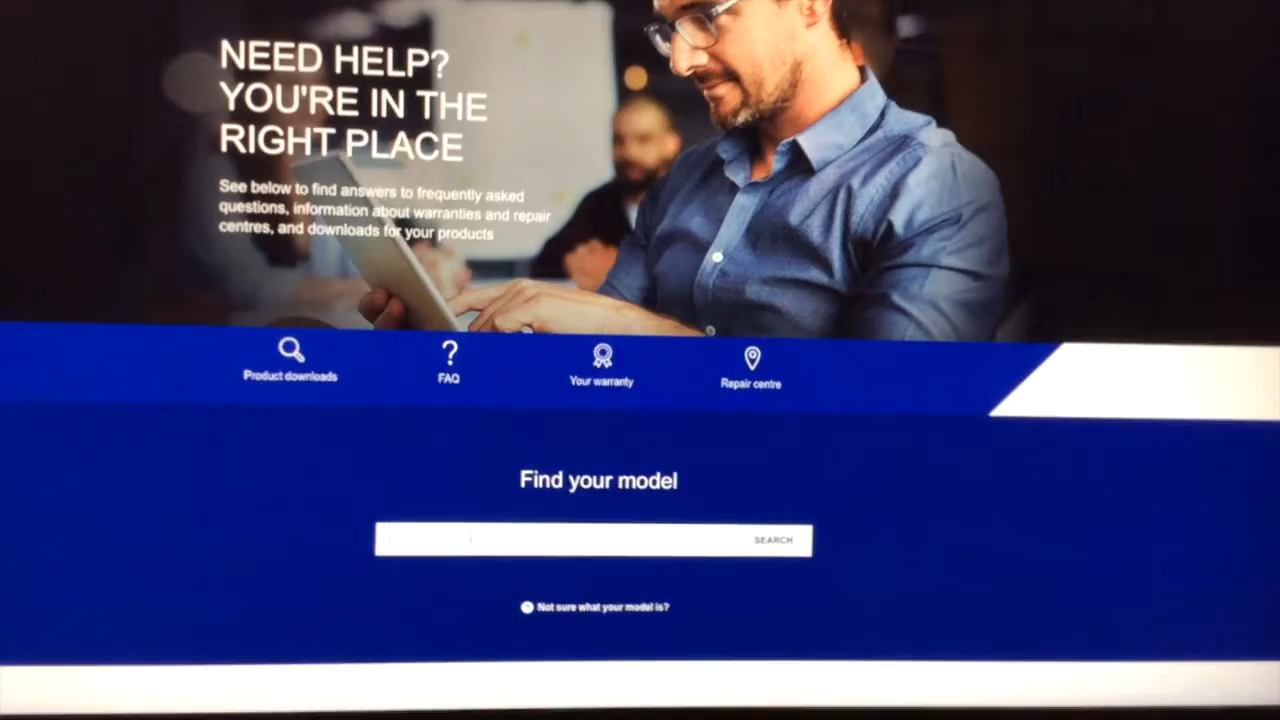 NEED HELP?
YOU'RE IN THE
RIGHT PLACE
See below to find answers to frequently asked
questions, information about warranties and repair
centres, and downloads for your products
Product downloads
FAQ
Your warranty
Repair centre
Find your model
SEARCH
Not sure what your model is?